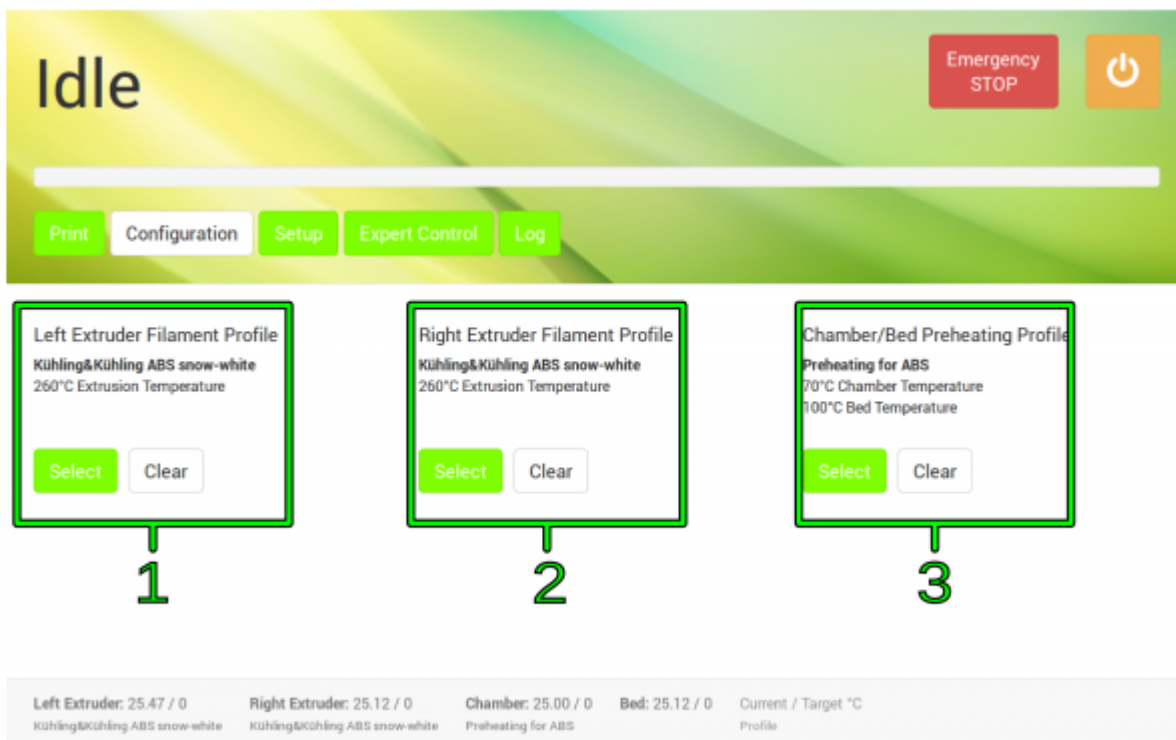 Idle
Emergency
STOP
Print Configuration Setup Expert Control Log
Left Extruder Filament Profile
Kühling&Kühling ABS snow-white
260°C Extrusion Temperature
Select Clear
1
Right Extruder Filament Profile
Kühling&Kühling ABS snow-white
260°C Extrusion Temperature
Select Clear
2
Chamber/Bed Preheating Profile
Preheating for ABS
70°C Chamber Temperature
100°C Bed Temperature
Select Clear
3
Left Extruder: 25.47 / 0 Right Extruder: 25.12 / 0 Chamber: 25.00 / 0 Bed: 25.12 / 0 Current / Target °C
Kühling&Kühling ABS snow-white Kühling&Kühling ABS snow-white Preheating for ABS Profile